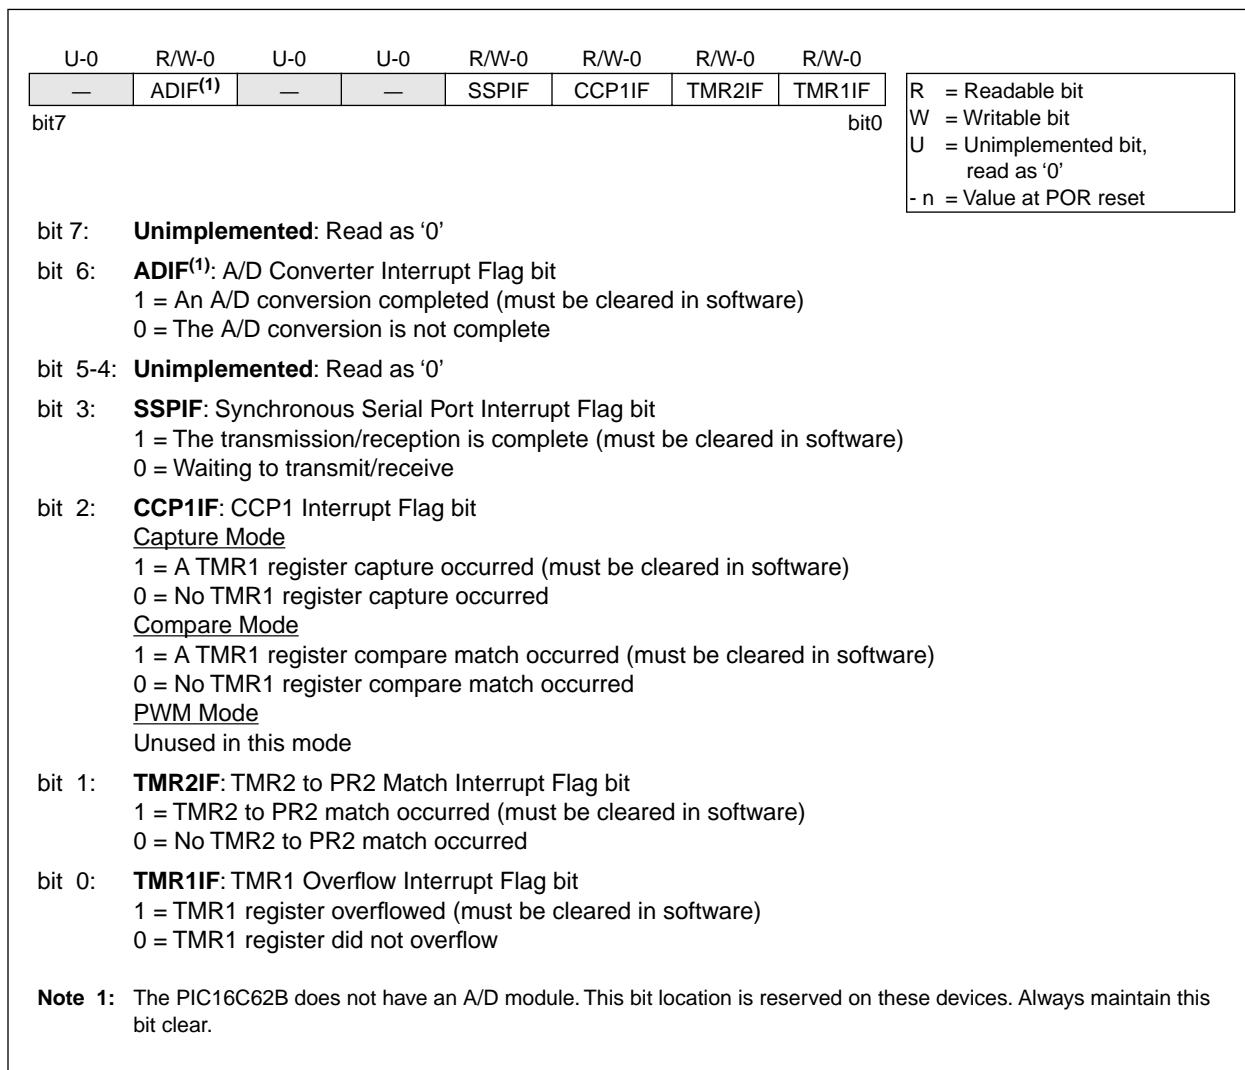 U-0 R/W-0 U-0 U-0 R/W-0 R/W-0 R/W-0 R/W-0
— ADIF(1) — — SSPIF CCP1IF TMR2IF TMR1IF
bit7 bit0
R = Readable bit
W = Writable bit
U = Unimplemented bit,
read as ‘0’
- n = Value at POR reset
bit 7: Unimplemented: Read as ‘0’
bit 6: ADIF(1): A/D Converter Interrupt Flag bit
1 = An A/D conversion completed (must be cleared in software)
0 = The A/D conversion is not complete
bit 5-4: Unimplemented: Read as ‘0’
bit 3: SSPIF: Synchronous Serial Port Interrupt Flag bit
1 = The transmission/reception is complete (must be cleared in software)
0 = Waiting to transmit/receive
bit 2: CCP1IF: CCP1 Interrupt Flag bit
Capture Mode
1 = A TMR1 register capture occurred (must be cleared in software)
0 = No TMR1 register capture occurred
Compare Mode
1 = A TMR1 register compare match occurred (must be cleared in software)
0 = No TMR1 register compare match occurred
PWM Mode
Unused in this mode
bit 1: TMR2IF: TMR2 to PR2 Match Interrupt Flag bit
1 = TMR2 to PR2 match occurred (must be cleared in software)
0 = No TMR2 to PR2 match occurred
bit 0: TMR1IF: TMR1 Overflow Interrupt Flag bit
1 = TMR1 register overflowed (must be cleared in software)
0 = TMR1 register did not overflow
Note 1: The PIC16C62B does not have an A/D module. This bit location is reserved on these devices. Always maintain this
bit clear.